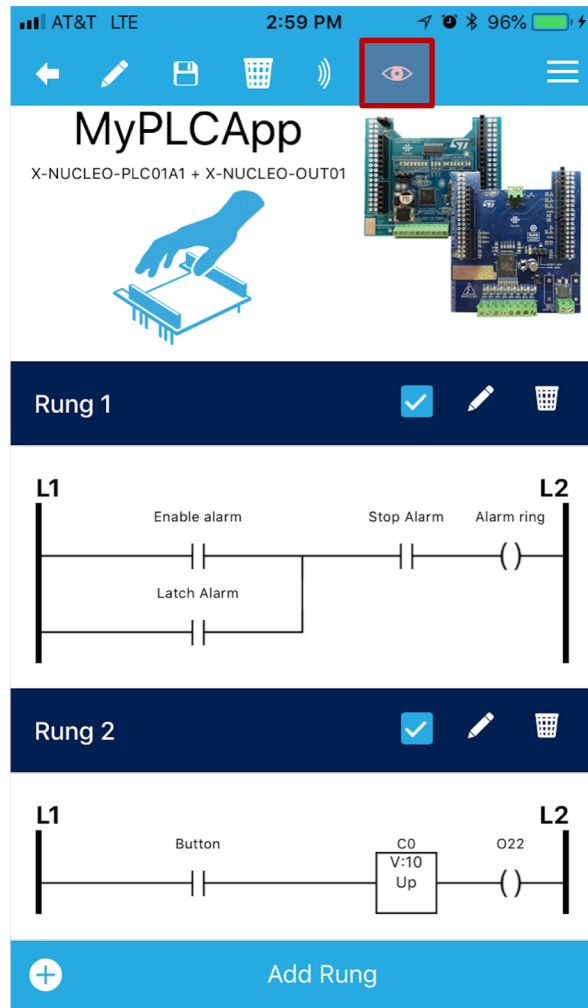 AT&T LTE 2:59 PM 96%
MyPLCApp
X-NUCLEO-PLC01A1 + X-NUCLEO-OUT01
Rung 1
L1 L2
Enable alarm Stop Alarm Alarm ring
Latch Alarm
Rung 2
L1 L2
Button C0 O22
V:10
Up
Add Rung